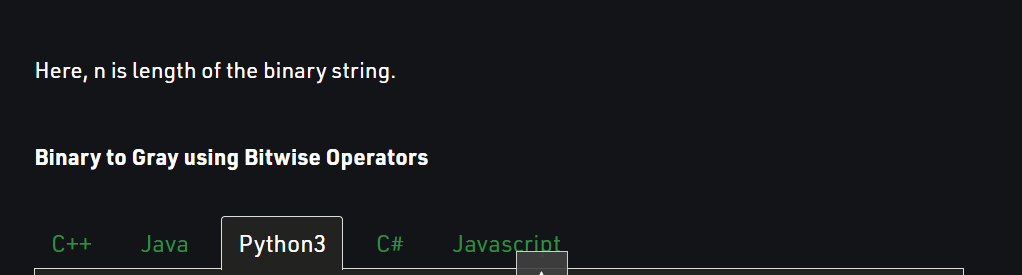 Here, n is length of the binary string.
Binary to Gray using Bitwise Operators
C++ Java Python3 C# Javascript